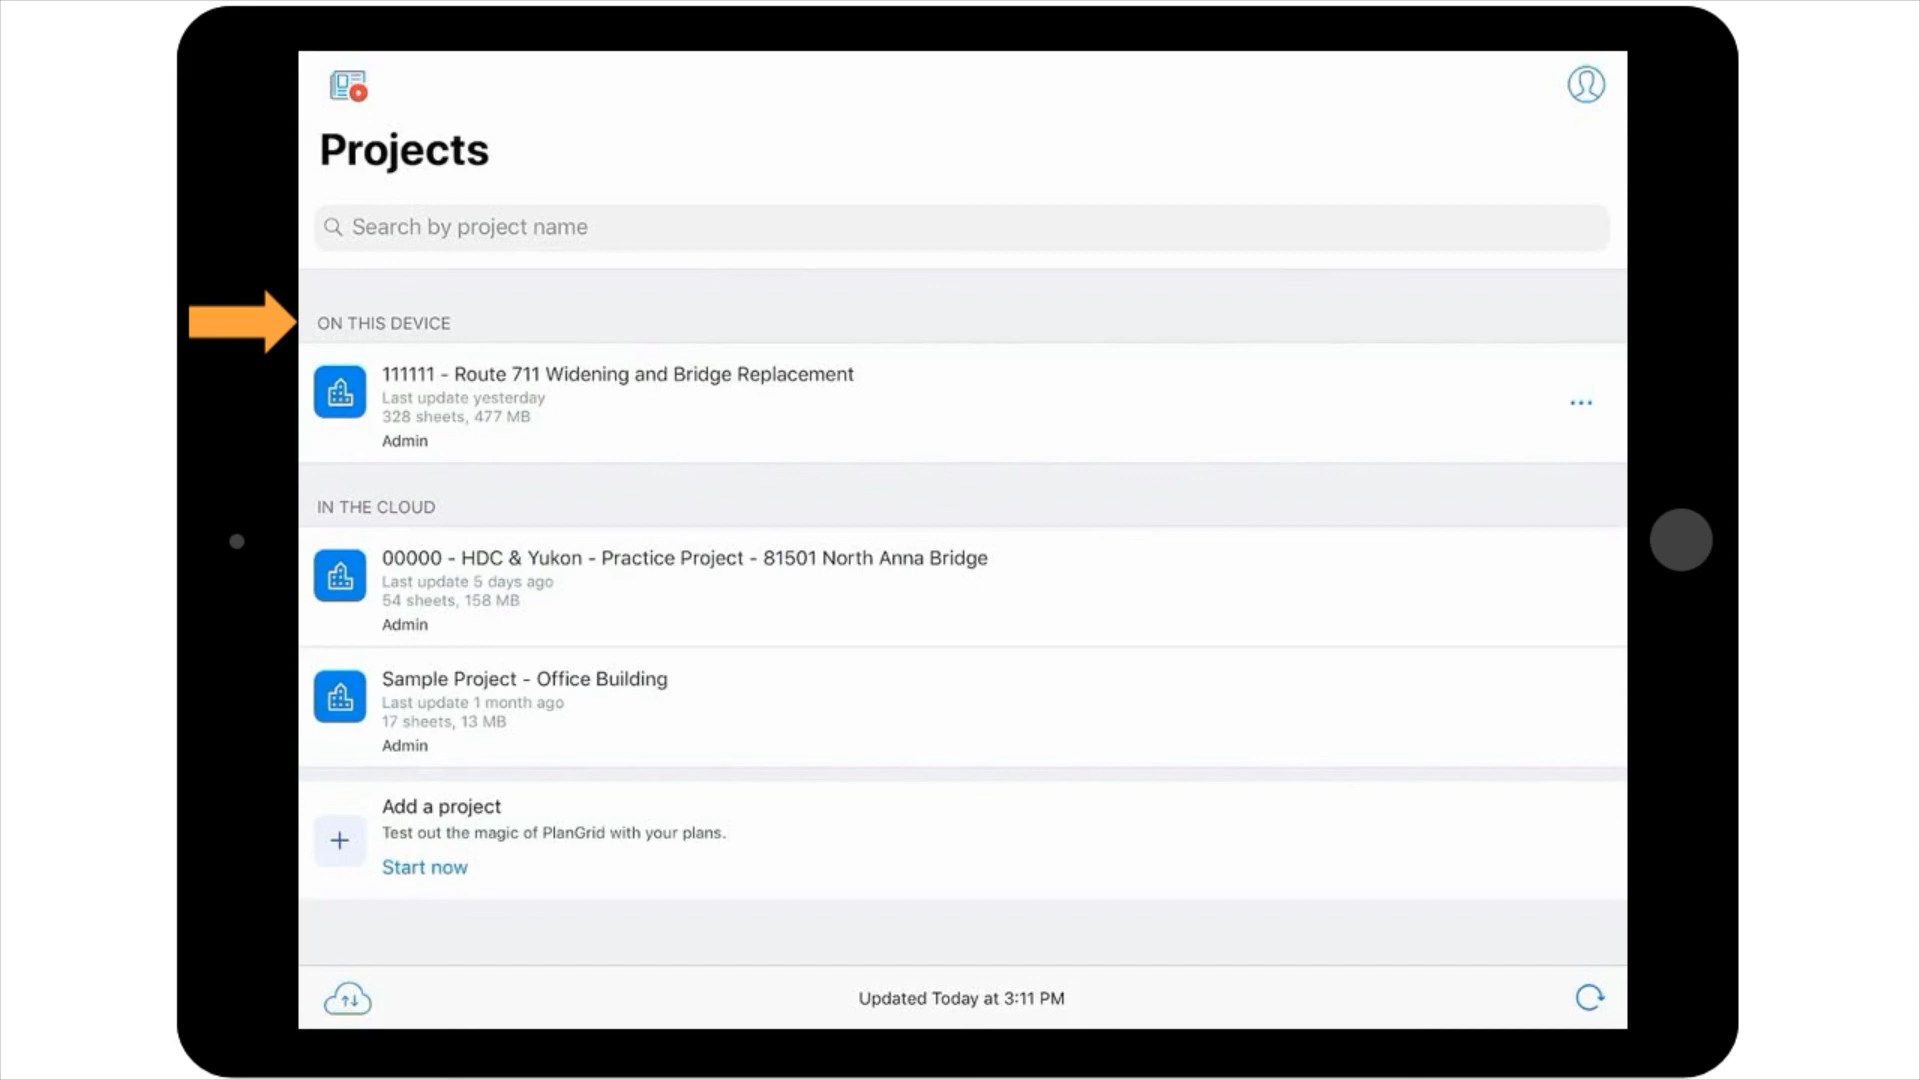 Projects
Search by project name
ON THIS DEVICE
111111 - Route 711 Widening and Bridge Replacement
Last update yesterday
328 sheets, 477 MB
Admin
IN THE CLOUD
00000 - HDC & Yukon - Practice Project - 81501 North Anna Bridge
Last update 5 days ago
54 sheets, 158 MB
Admin
Sample Project - Office Building
Last update 1 month ago
17 sheets, 13 MB
Admin
Add a project
Test out the magic of PlanGrid with your plans.
Start now
Updated Today at 3:11 PM